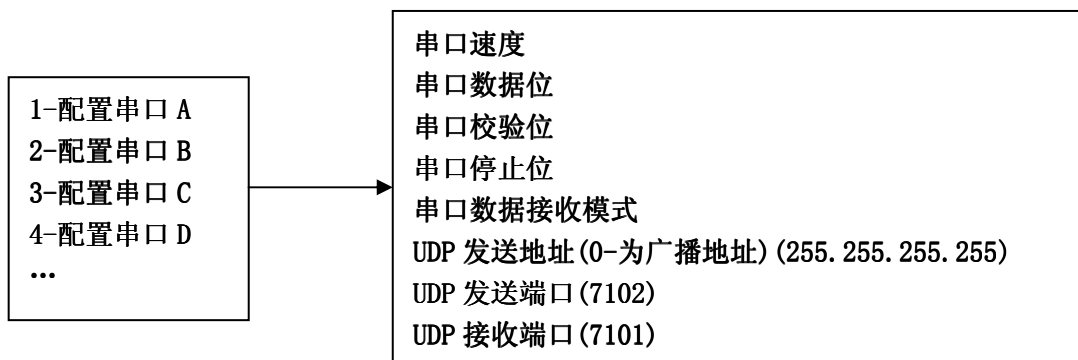 1-配置串口 A
2-配置串口 B
3-配置串口 C
4-配置串口 D
…
串口速度
串口数据位
串口校验位
串口停止位
串口数据接收模式
UDP 发送地址(0-为广播地址)(255.255.255.255)
UDP 发送端口(7102)
UDP 接收端口(7101)